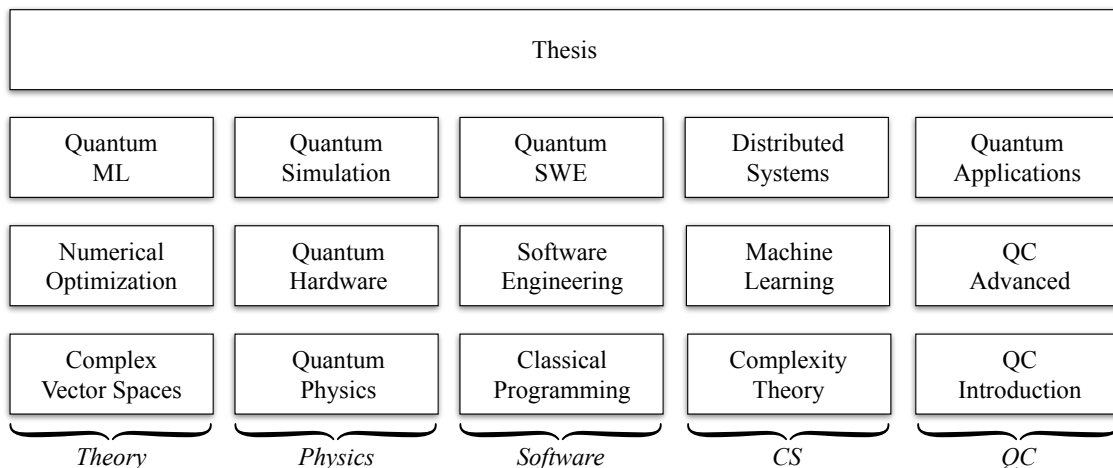 Thesis
Quantum
ML
Quantum
Simulation
Quantum
SWE
Distributed
Systems
Quantum
Applications
Numerical
Optimization
Quantum
Hardware
Software
Engineering
Machine
Learning
QC
Advanced
Complex
Vector Spaces
Quantum
Physics
Classical
Programming
Complexity
Theory
QC
Introduction
Theory
Physics
Software
CS
QC